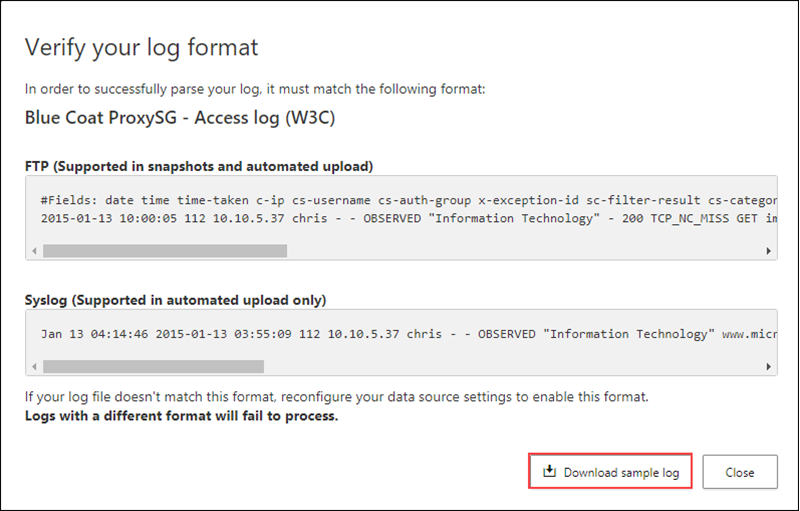 Verify your log format
In order to successfully parse your log, it must match the following format:
Blue Coat ProxySG - Access log (W3C)
FTP (Supported in snapshots and automated upload)
#Fields: date time time-taken c-ip cs-username cs-auth-group x-exception-id sc-filter-result cs-categor
2015-01-13 10:00:05 112 10.10.5.37 chris - - OBSERVED "Information Technology" - 200 TCP_NC_MISS GET im
Syslog (Supported in automated upload only)
Jan 13 04:14:46 2015-01-13 03:55:09 112 10.10.5.37 chris - - OBSERVED "Information Technology" www.micr
If your log file doesn't match this format, reconfigure your data source settings to enable this format.
Logs with a different format will fail to process.
Download sample log
Close